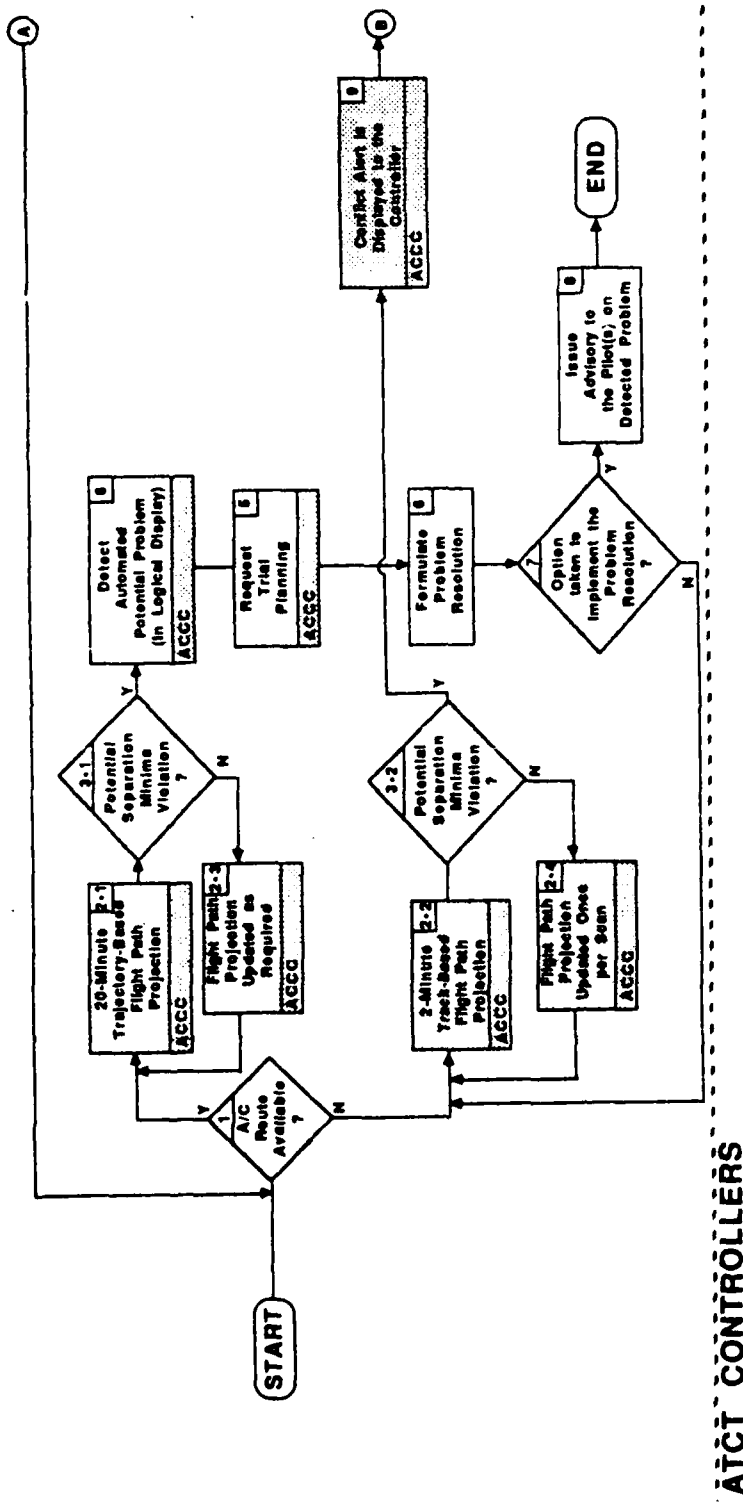 START
1
A/C
Route
Available
?
Y
N
2.1
20-Minute
Trajectory-Based
Flight Path
Projection
ACCC
2.3
Flight Path
Projection
Updated as
Required
ACCC
3.1
Potential
Separation
Minima
Violation
?
Y
N
Detect
Automated
Potential Problem
(In Logical Display)
ACCC
5
Request
Trial
Planning
ACCC
A
2.2
2-Minute
Track-Based
Flight Path
Projection
ACCC
2.4
Flight Path
Projection
Updated Once
per Scan
ACCC
3.2
Potential
Separation
Minima
Violation
?
Y
N
6
Formulate
Problem
Resolution
7
Option
taken to
Implement the
Problem
Resolution
?
Y
N
8
Issue
Advisory to
the Pilot(s) on
Detected Problem
END
9
Conflict Alert is
Displayed to the
Controller
ACCC
B
ATCT CONTROLLERS